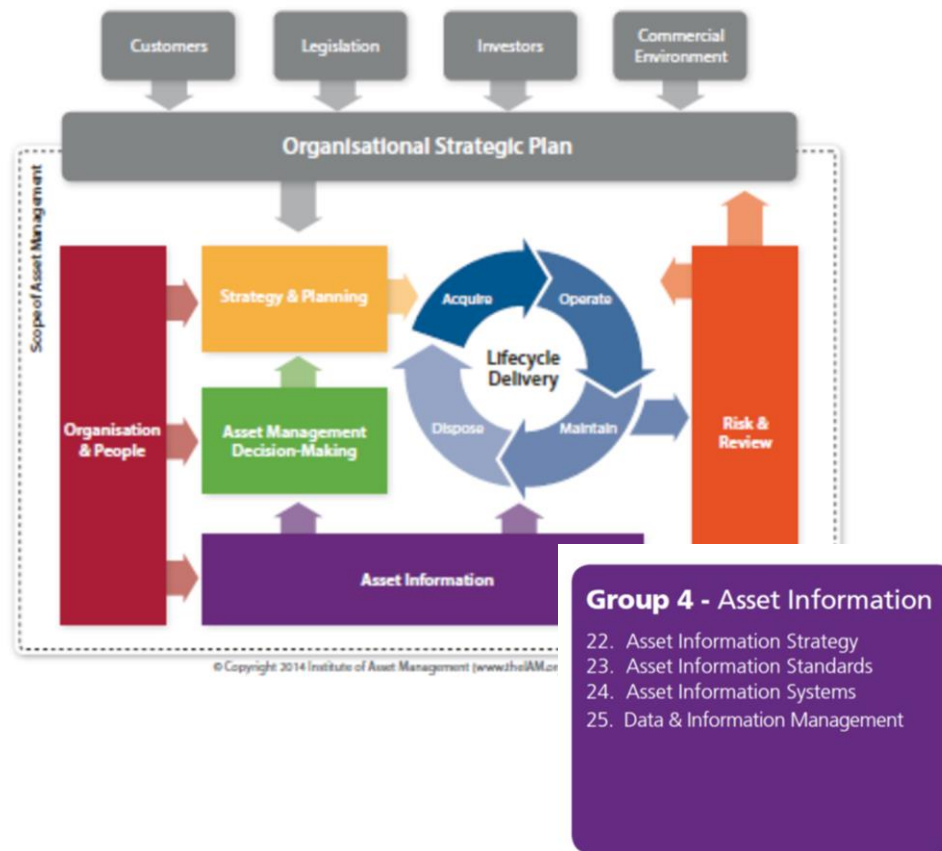 Customers
Legislation
Investors
Commercial
Environment
Organisational Strategic Plan
Scope of Asset Management
Organisation
& People
Strategy & Planning
Asset Management
Decision-Making
Acquire
Operate
Lifecycle
Delivery
Dispose
Maintain
Risk &
Review
Asset Information
© Copyright 2014 Institute of Asset Management (www.theIAM.or
Group 4 - Asset Information
22. Asset Information Strategy
23. Asset Information Standards
24. Asset Information Systems
25. Data & Information Management